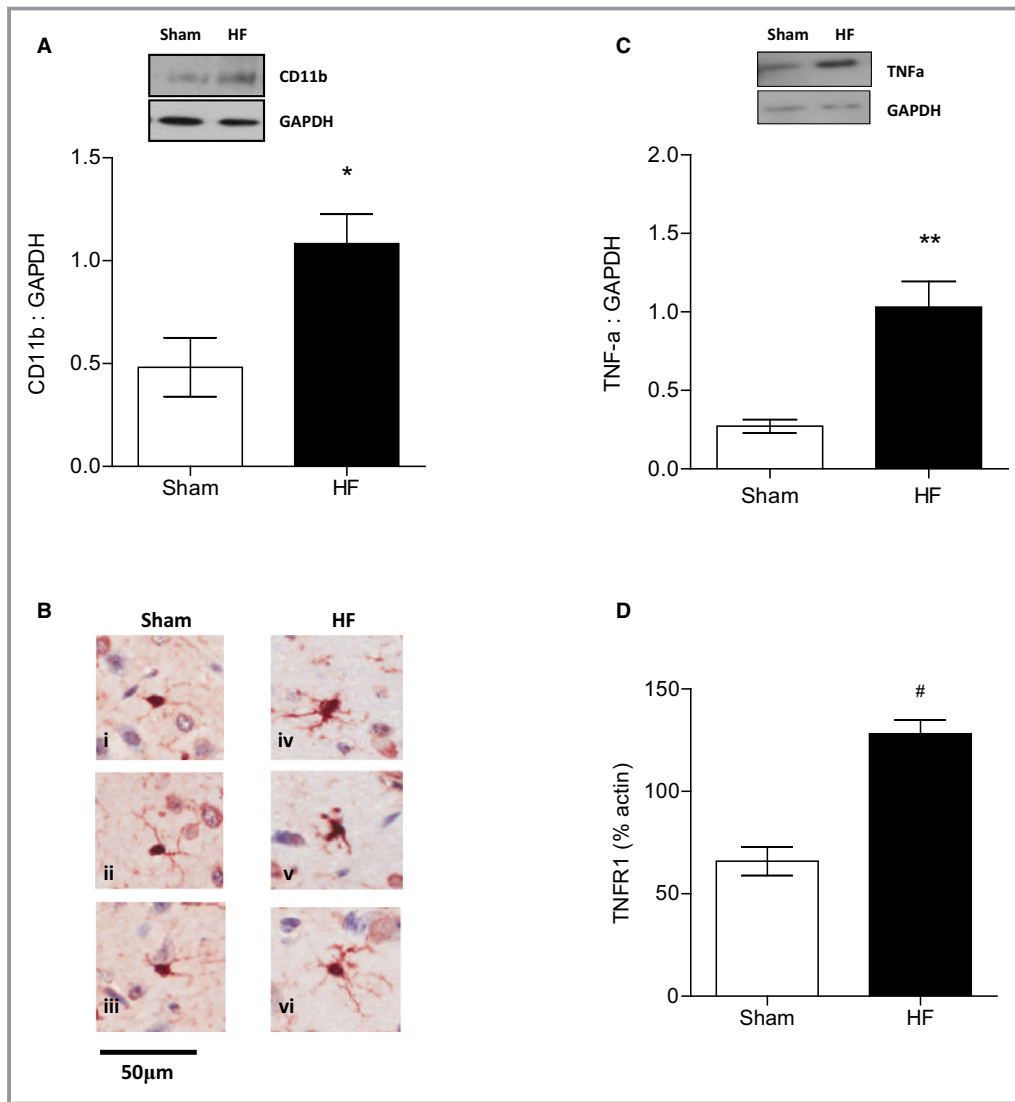 A
Sham HF
CD11b
GAPDH
1.5
1.0
0.5
0.0
CD11b : GAPDH
*
Sham HF
C
Sham HF
TNFa
GAPDH
2.0
1.5
1.0
0.5
0.0
TNF-a : GAPDH
**
Sham HF
B
Sham HF
i
iv
ii
v
iii
vi
50μm
D
150
100
50
0
TNFR1 (% actin)
#
Sham HF